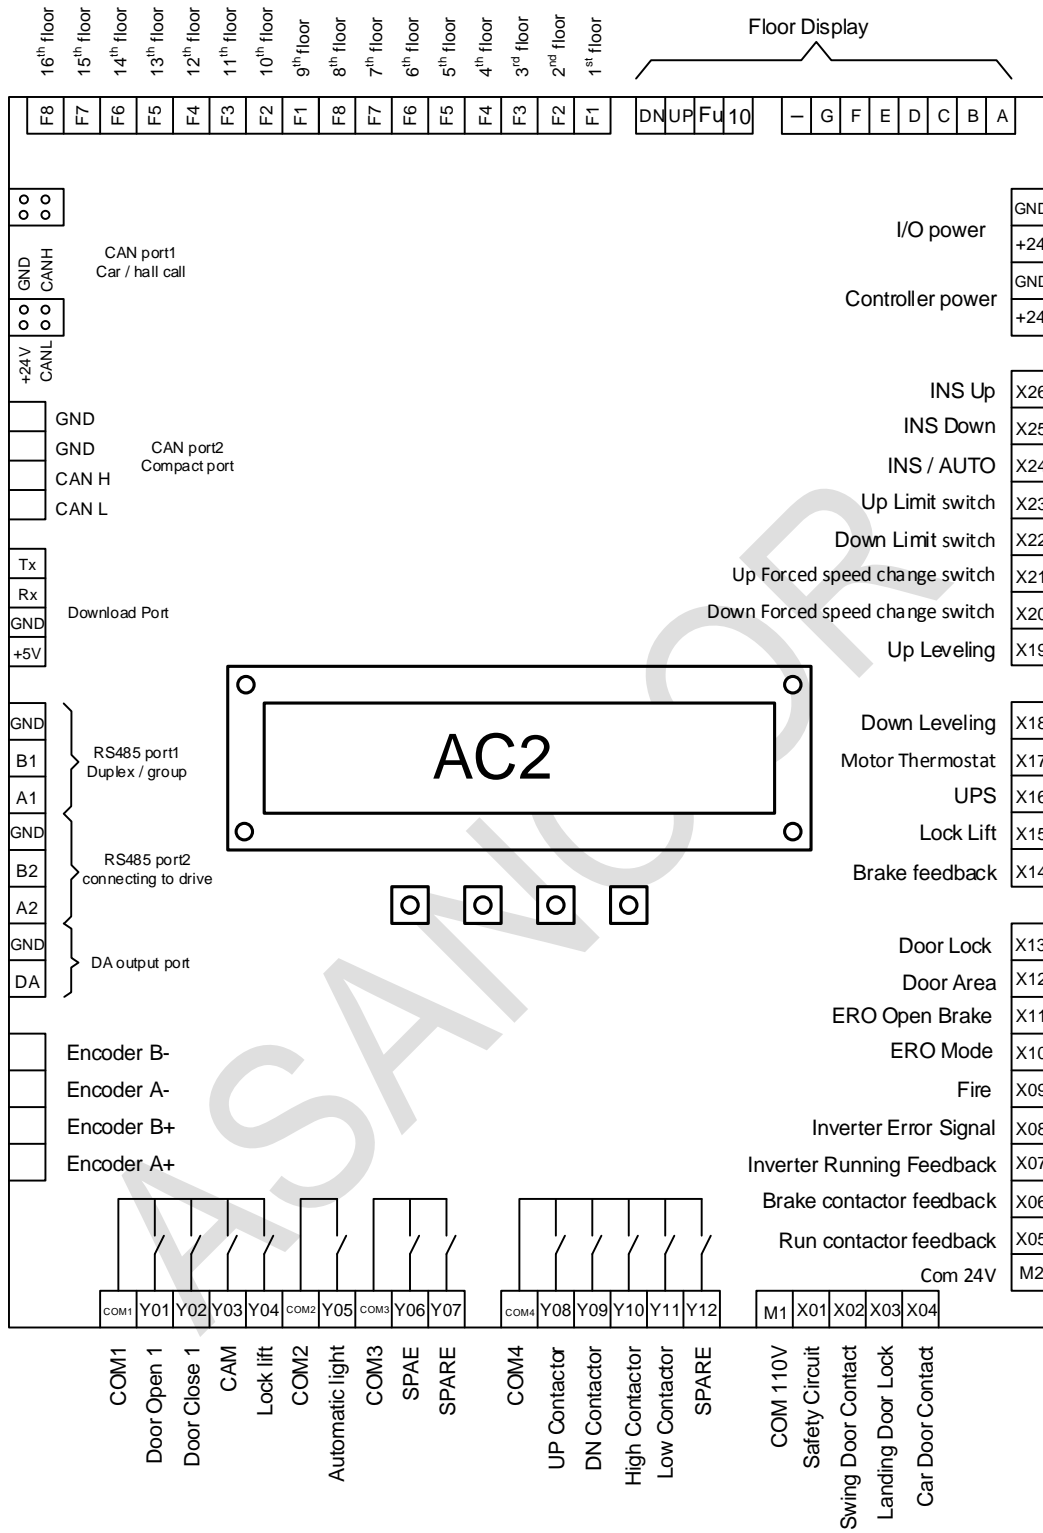 16th floor
15th floor
14th floor
13th floor
12th floor
11th floor
10th floor
9th floor
8th floor
7th floor
6th floor
5th floor
4th floor
3rd floor
2nd floor
1st floor
Floor Display
F8 F7 F6 F5 F4 F3 F2 F1 F8 F7 F6 F5 F4 F3 F2 F1
DN UP Fu 10
– G F E D C B A
GND CANH
CAN port1
Car / hall call
+24V CANL
I/O power
GND
+24
Controller power
GND
+24
GND
GND
CAN H
CAN L
CAN port2
Compact port
Tx
Rx
GND
+5V
Download Port
GND
B1
A1
RS485 port1
Duplex / group
GND
B2
A2
RS485 port2
connecting to drive
GND
DA
DA output port
Encoder B-
Encoder A-
Encoder B+
Encoder A+
AC2
ASANCOR
INS Up X26
INS Down X25
INS / AUTO X24
Up Limit switch X23
Down Limit switch X22
Up Forced speed change switch X21
Down Forced speed change switch X20
Up Leveling X19
Down Leveling X18
Motor Thermostat X17
UPS X16
Lock Lift X15
Brake feedback X14
Door Lock X13
Door Area X12
ERO Open Brake X11
ERO Mode X10
Fire X09
Inverter Error Signal X08
Inverter Running Feedback X07
Brake contactor feedback X06
Run contactor feedback X05
Com 24V M2
COM1 Y01 Y02 Y03 Y04 COM2 Y05 COM3 Y06 Y07
COM4 Y08 Y09 Y10 Y11 Y12
M1 X01 X02 X03 X04
COM1
Door Open 1
Door Close 1
CAM
Lock lift
COM2
Automatic light
COM3
SPAE
SPARE
COM4
UP Contactor
DN Contactor
High Contactor
Low Contactor
SPARE
COM 110V
Safety Circuit
Swing Door Contact
Landing Door Lock
Car Door Contact